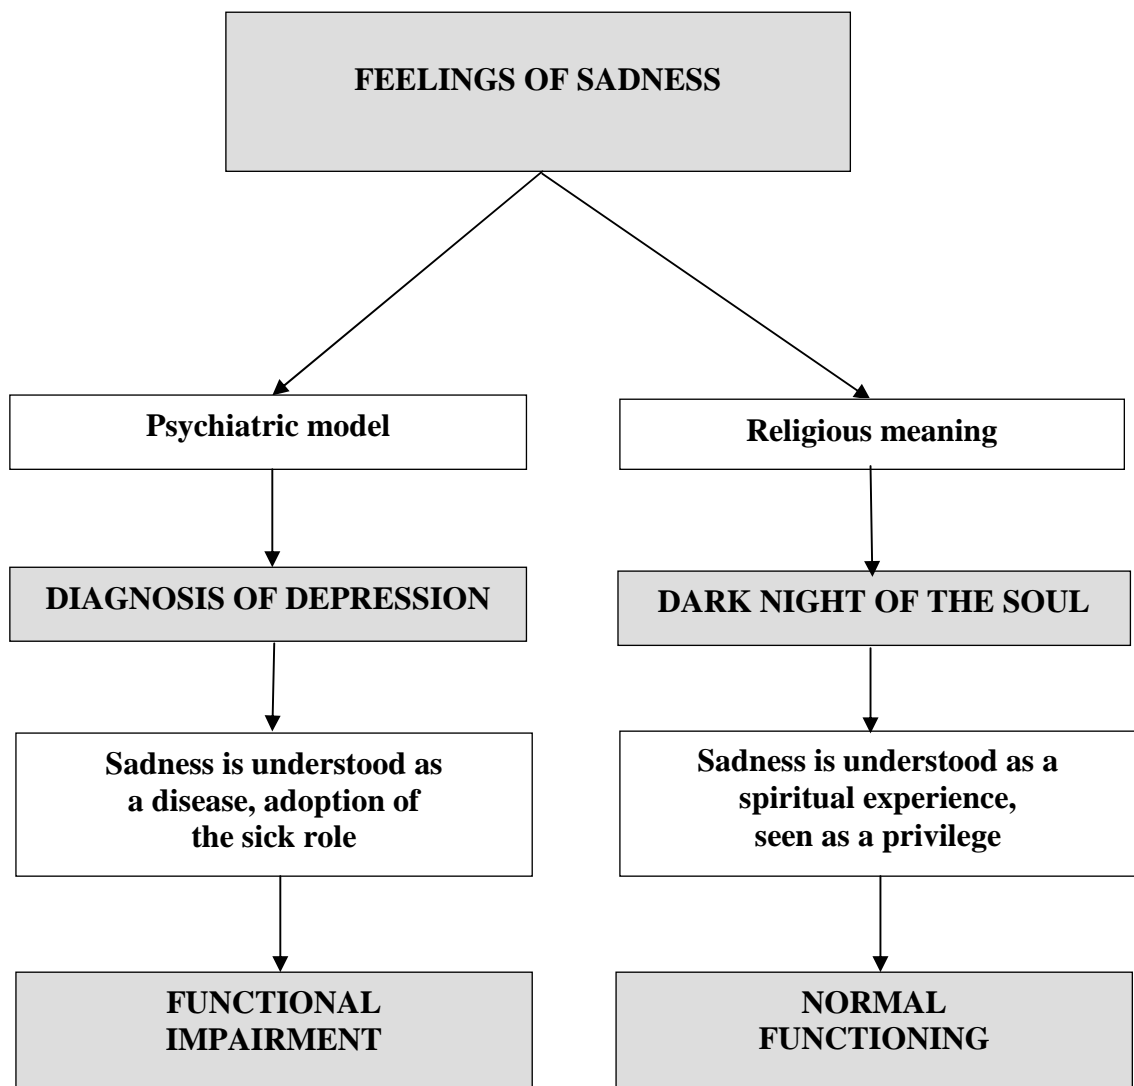 FEELINGS OF SADNESS
Psychiatric model
Religious meaning
DIAGNOSIS OF DEPRESSION
DARK NIGHT OF THE SOUL
Sadness is understood as
a disease, adoption of
the sick role
Sadness is understood as a
spiritual experience,
seen as a privilege
FUNCTIONAL
IMPAIRMENT
NORMAL
FUNCTIONING